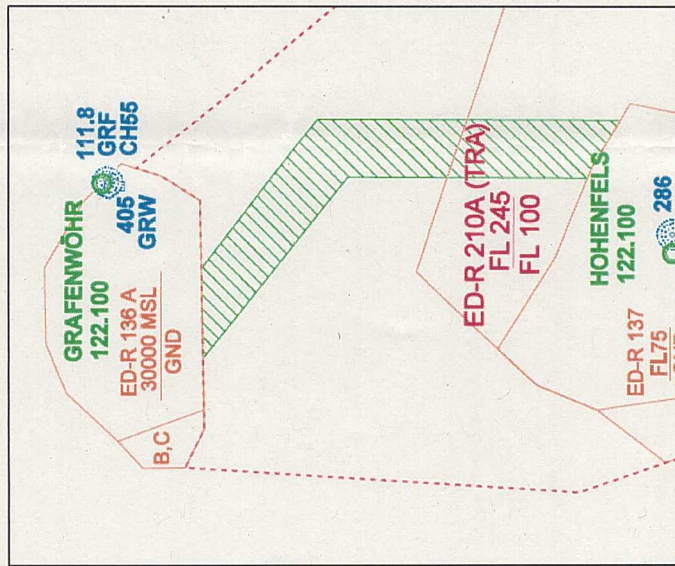 111.8
GRF
CH55
405
GRW
GRAFENWÖHR
122.100
ED-R 136 A
30000 MSL
GND
B,C
ED-R 210A (TRA)
FL 245
FL 100
HOHENFELS
122.100
286
ED-R 137
FL75